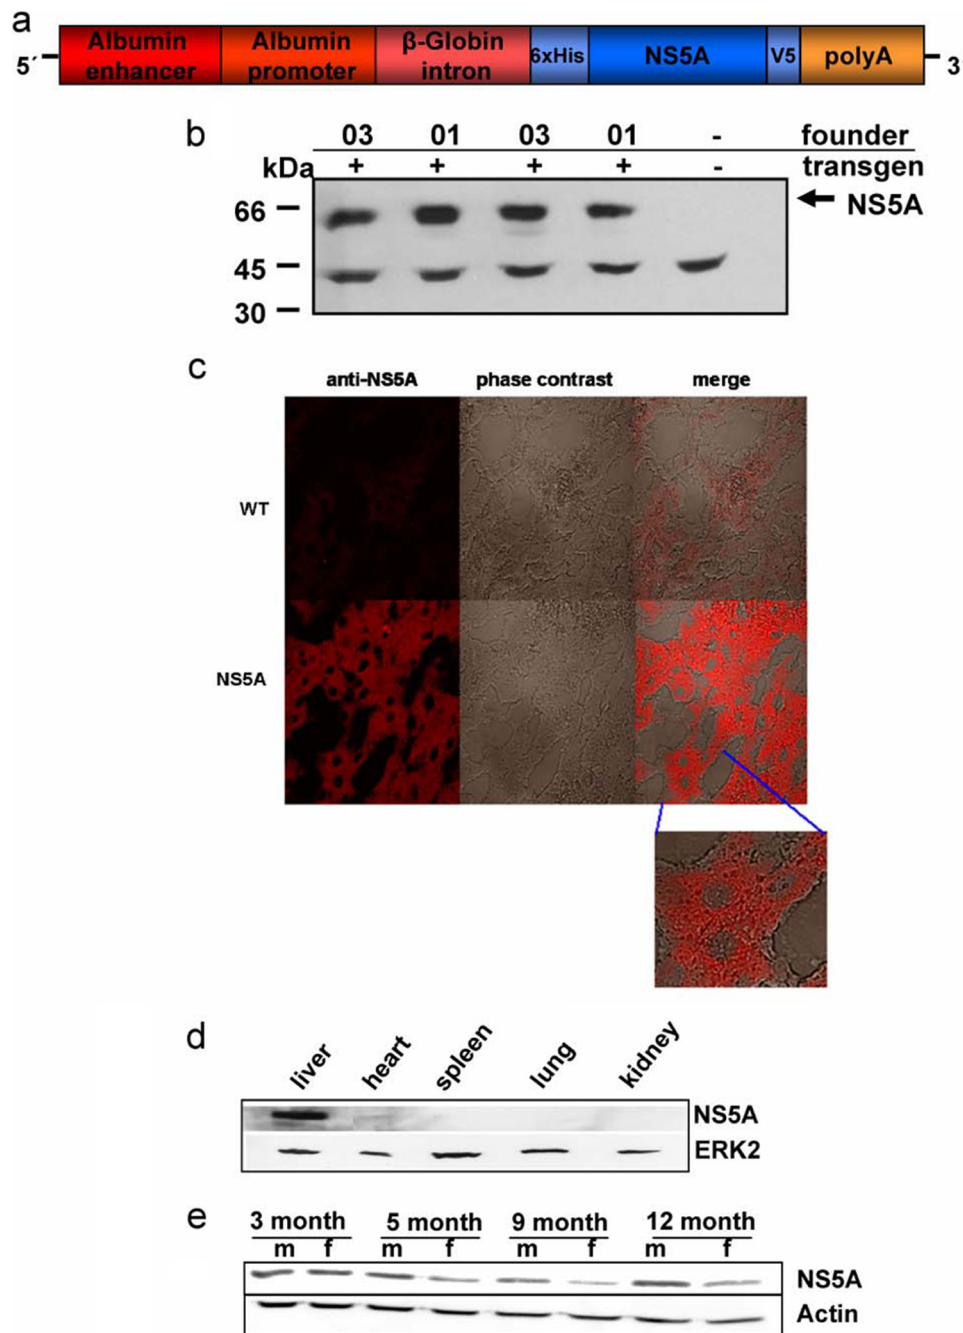 a
5´ Albumin enhancer Albumin promoter β-Globin intron 6xHis NS5A V5 polyA 3
b
03 01 03 01 - founder
kDa + + + + - transgen
66 NS5A
45
30
c
anti-NS5A phase contrast merge
WT
NS5A
d
liver heart spleen lung kidney
NS5A
ERK2
e
3 month 5 month 9 month 12 month
m f m f m f m f
NS5A
Actin